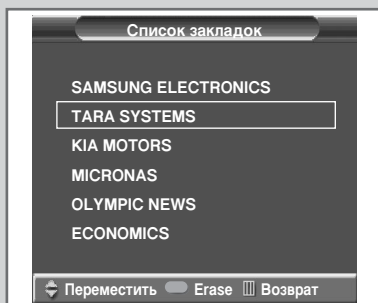 Список закладок
SAMSUNG ELECTRONICS
TARA SYSTEMS
KIA MOTORS
MICRONAS
OLYMPIC NEWS
ECONOMICS
Переместить Erase Возврат